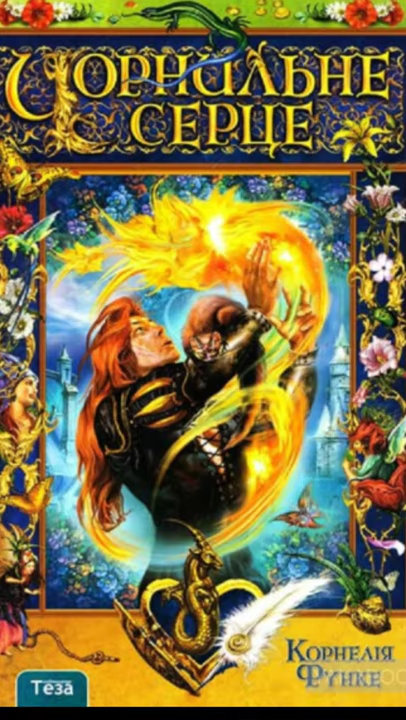 Чорнильне
Серце
Корнелія
Функе
Теза